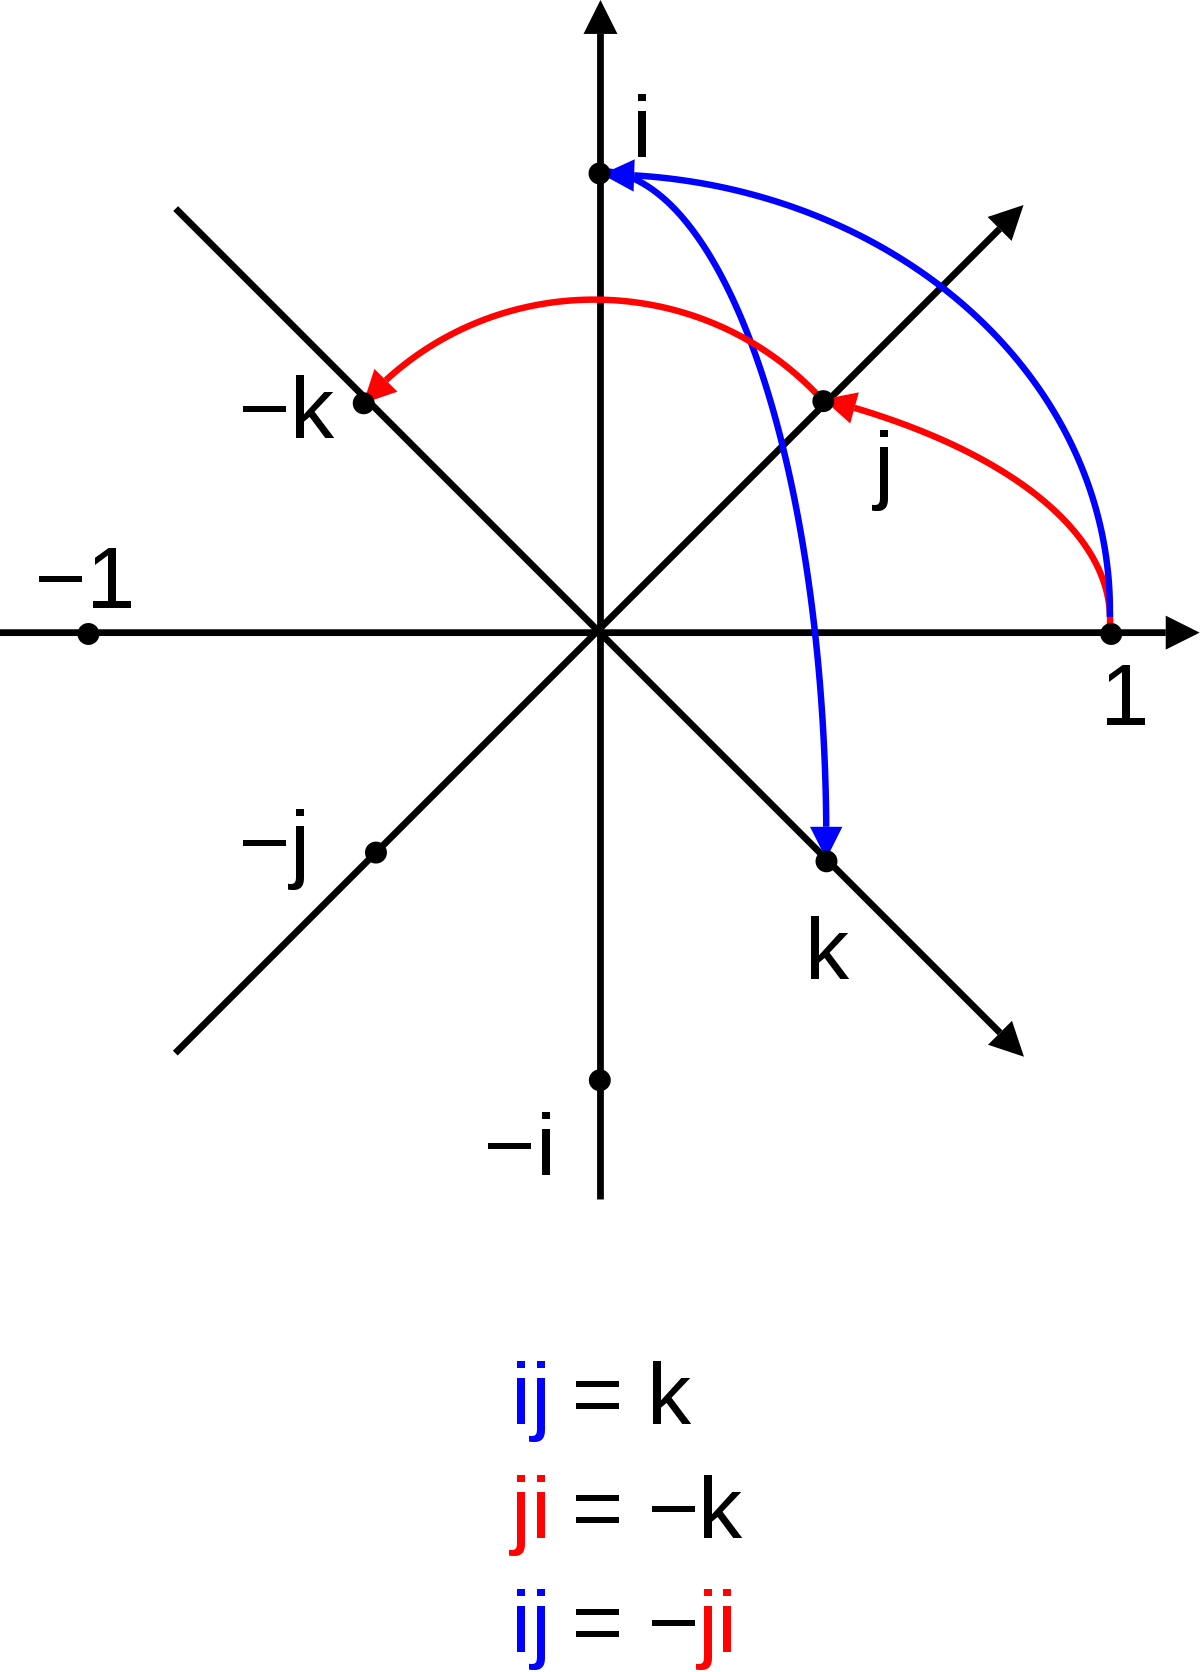 i
−k
j
−1
1
−j
k
−i
ij = k
ji = −k
ij = −ji